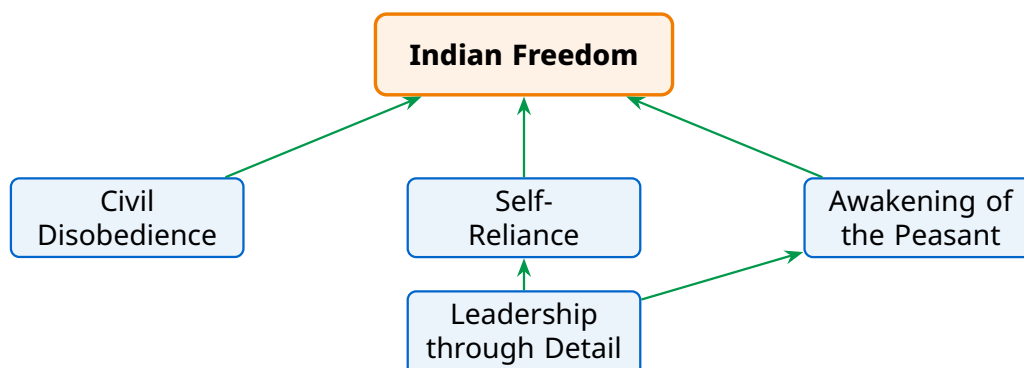 Indian Freedom
Civil
Disobedience
Self-
Reliance
Awakening of
the Peasant
Leadership
through Detail